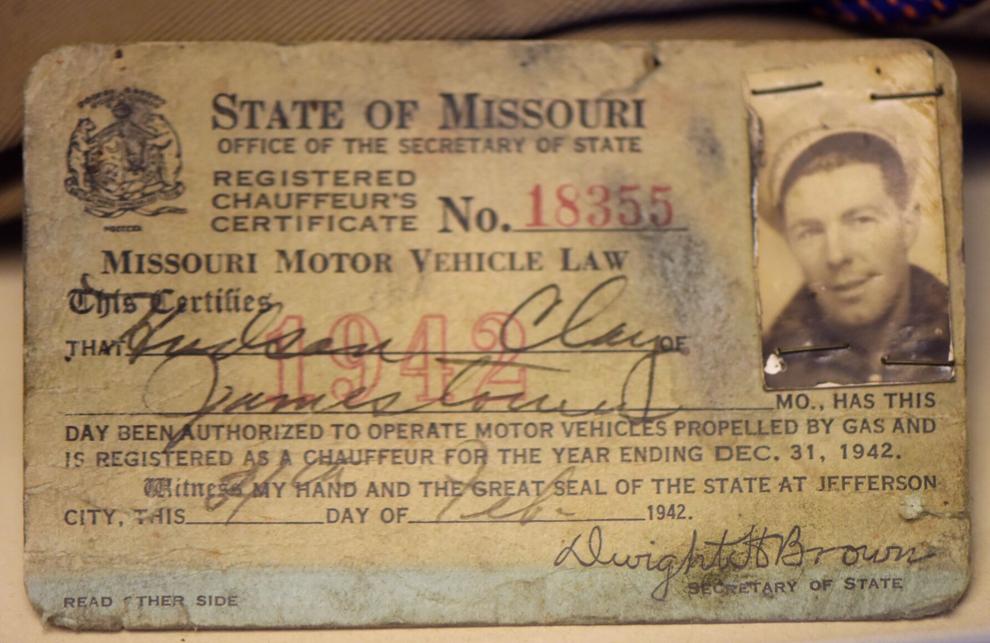 STATE OF MISSOURI
OFFICE OF THE SECRETARY OF STATE
REGISTERED
CHAUFFEUR'S
CERTIFICATE No. 18355
MISSOURI MOTOR VEHICLE LAW
This Certifies
1942
THAT Hudson Clay OF
Jamestown MO., HAS THIS
DAY BEEN AUTHORIZED TO OPERATE MOTOR VEHICLES PROPELLED BY GAS AND
IS REGISTERED AS A CHAUFFEUR FOR THE YEAR ENDING DEC. 31, 1942.
Witness MY HAND AND THE GREAT SEAL OF THE STATE AT JEFFERSON
CITY, THIS DAY OF Feb. 1942.
Dwight H Brown
SECRETARY OF STATE
READ OTHER SIDE